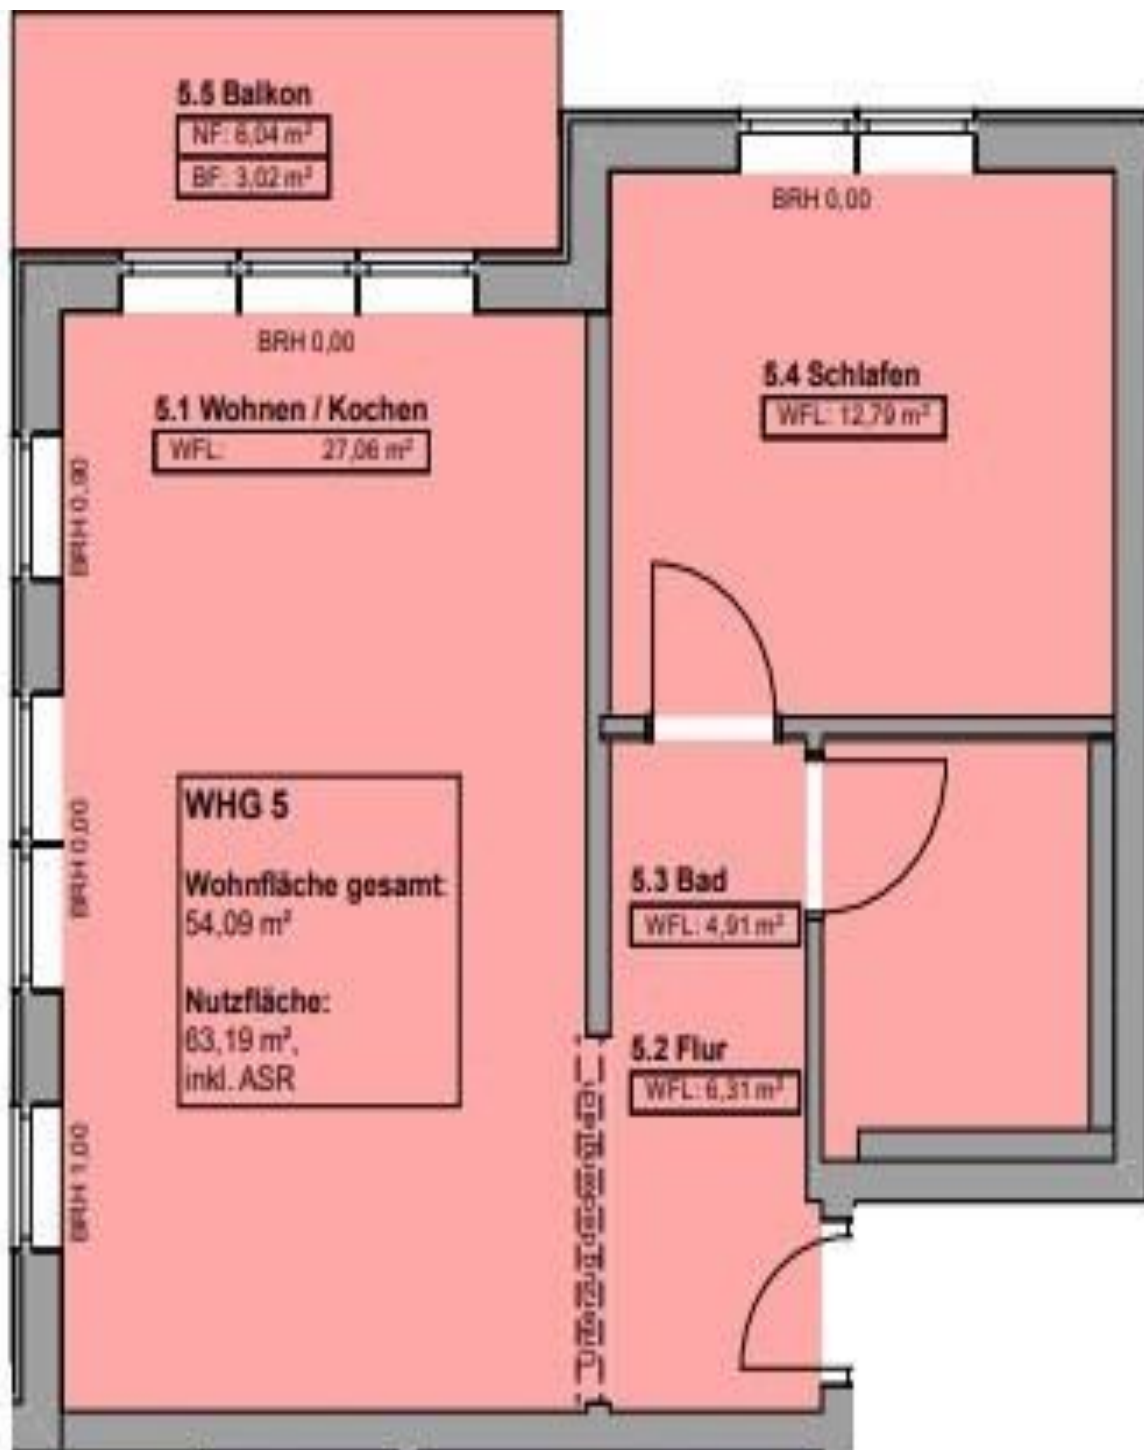 5.5 Balkon
NF: 6,04 m²
BF: 3,02 m²
BRH 0,00
BRH 0,00
5.1 Wohnen / Kochen
WFL: 27,06 m²
5.4 Schlafen
WFL: 12,79 m²
BRH 0,90
WHG 5
Wohnfläche gesamt:
54,09 m²
Nutzfläche:
63,19 m²,
inkl. ASR
BRH 0,00
5.3 Bad
WFL: 4,91 m²
5.2 Flur
WFL: 6,31 m²
BRH 1,00